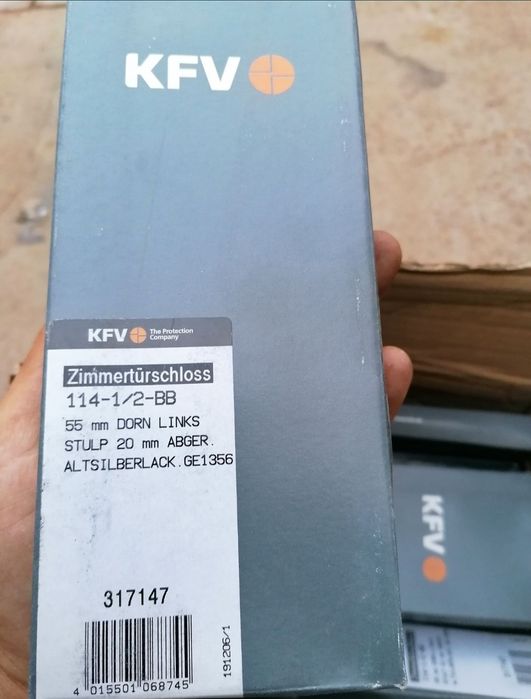 KFV
KFV The Protection
Company
Zimmertürschloss
114-1/2-BB
55 mm DORN LINKS
STULP 20 mm ABGER.
ALTSILBERLACK.GE1356
317147
4 015501 068745
191206/1
KFV